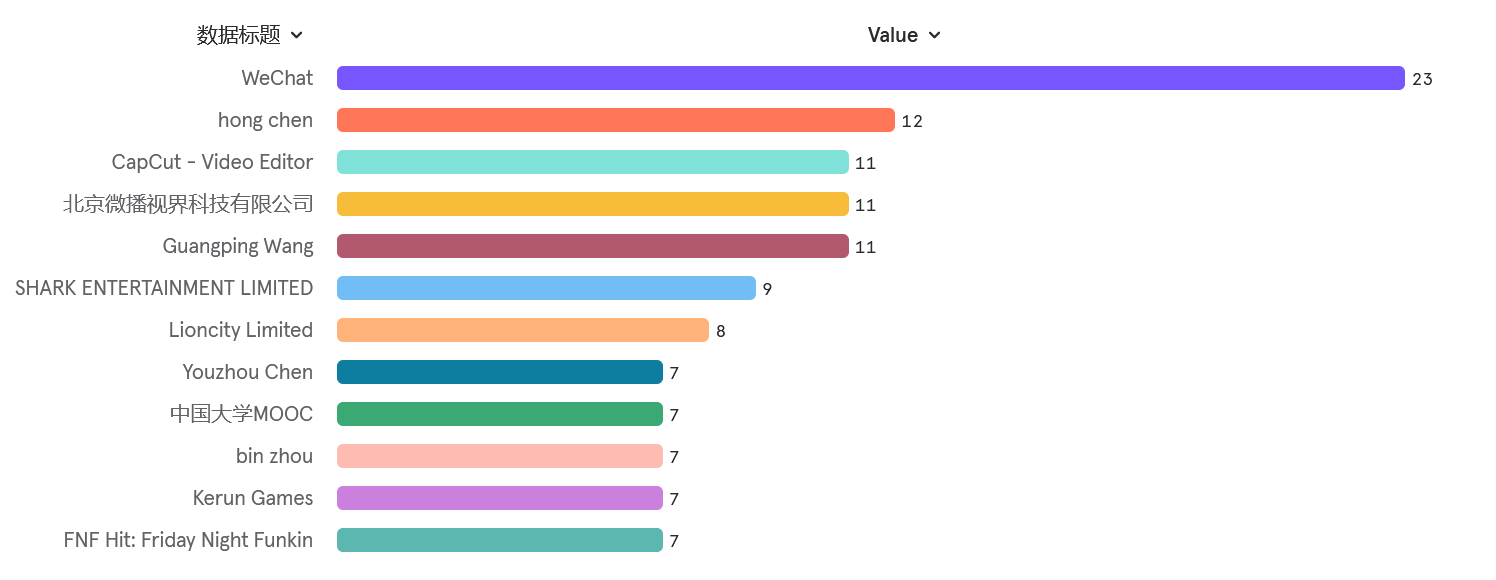 数据标题 Value
WeChat 23
hong chen 12
CapCut - Video Editor 11
北京微播视界科技有限公司 11
Guangping Wang 11
SHARK ENTERTAINMENT LIMITED 9
Lioncity Limited 8
Youzhou Chen 7
中国大学MOOC 7
bin zhou 7
Kerun Games 7
FNF Hit: Friday Night Funkin 7